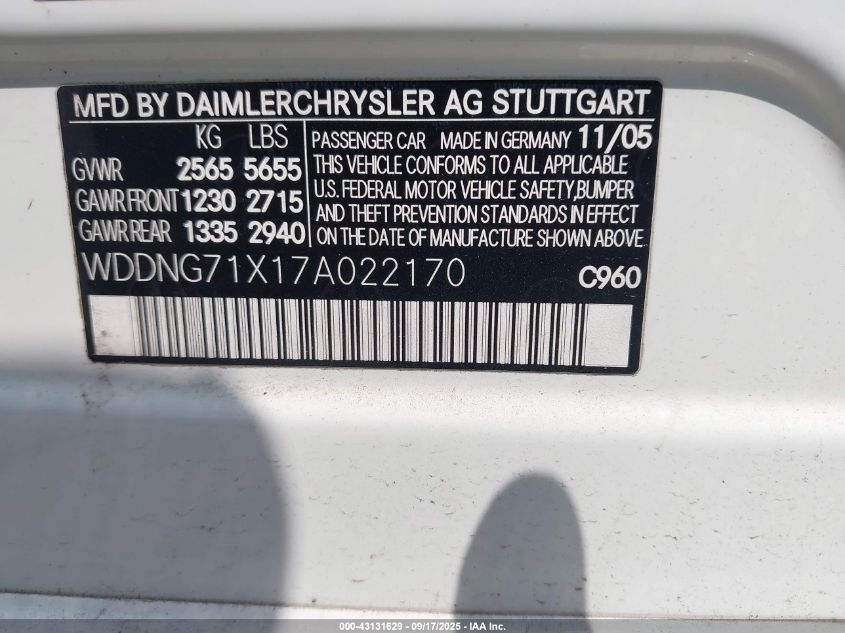 MFD BY DAIMLERCHRYSLER AG STUTTGART
KG LBS
GVWR 2565 5655
GAWR FRONT 1230 2715
GAWR REAR 1335 2940
PASSENGER CAR MADE IN GERMANY 11/05
THIS VEHICLE CONFORMS TO ALL APPLICABLE
U.S. FEDERAL MOTOR VEHICLE SAFETY,BUMPER
AND THEFT PREVENTION STANDARDS IN EFFECT
ON THE DATE OF MANUFACTURE SHOWN ABOVE.
WDDNG71X17A022170 C960
000-43131629 - 09/17/2025 - IAA Inc.